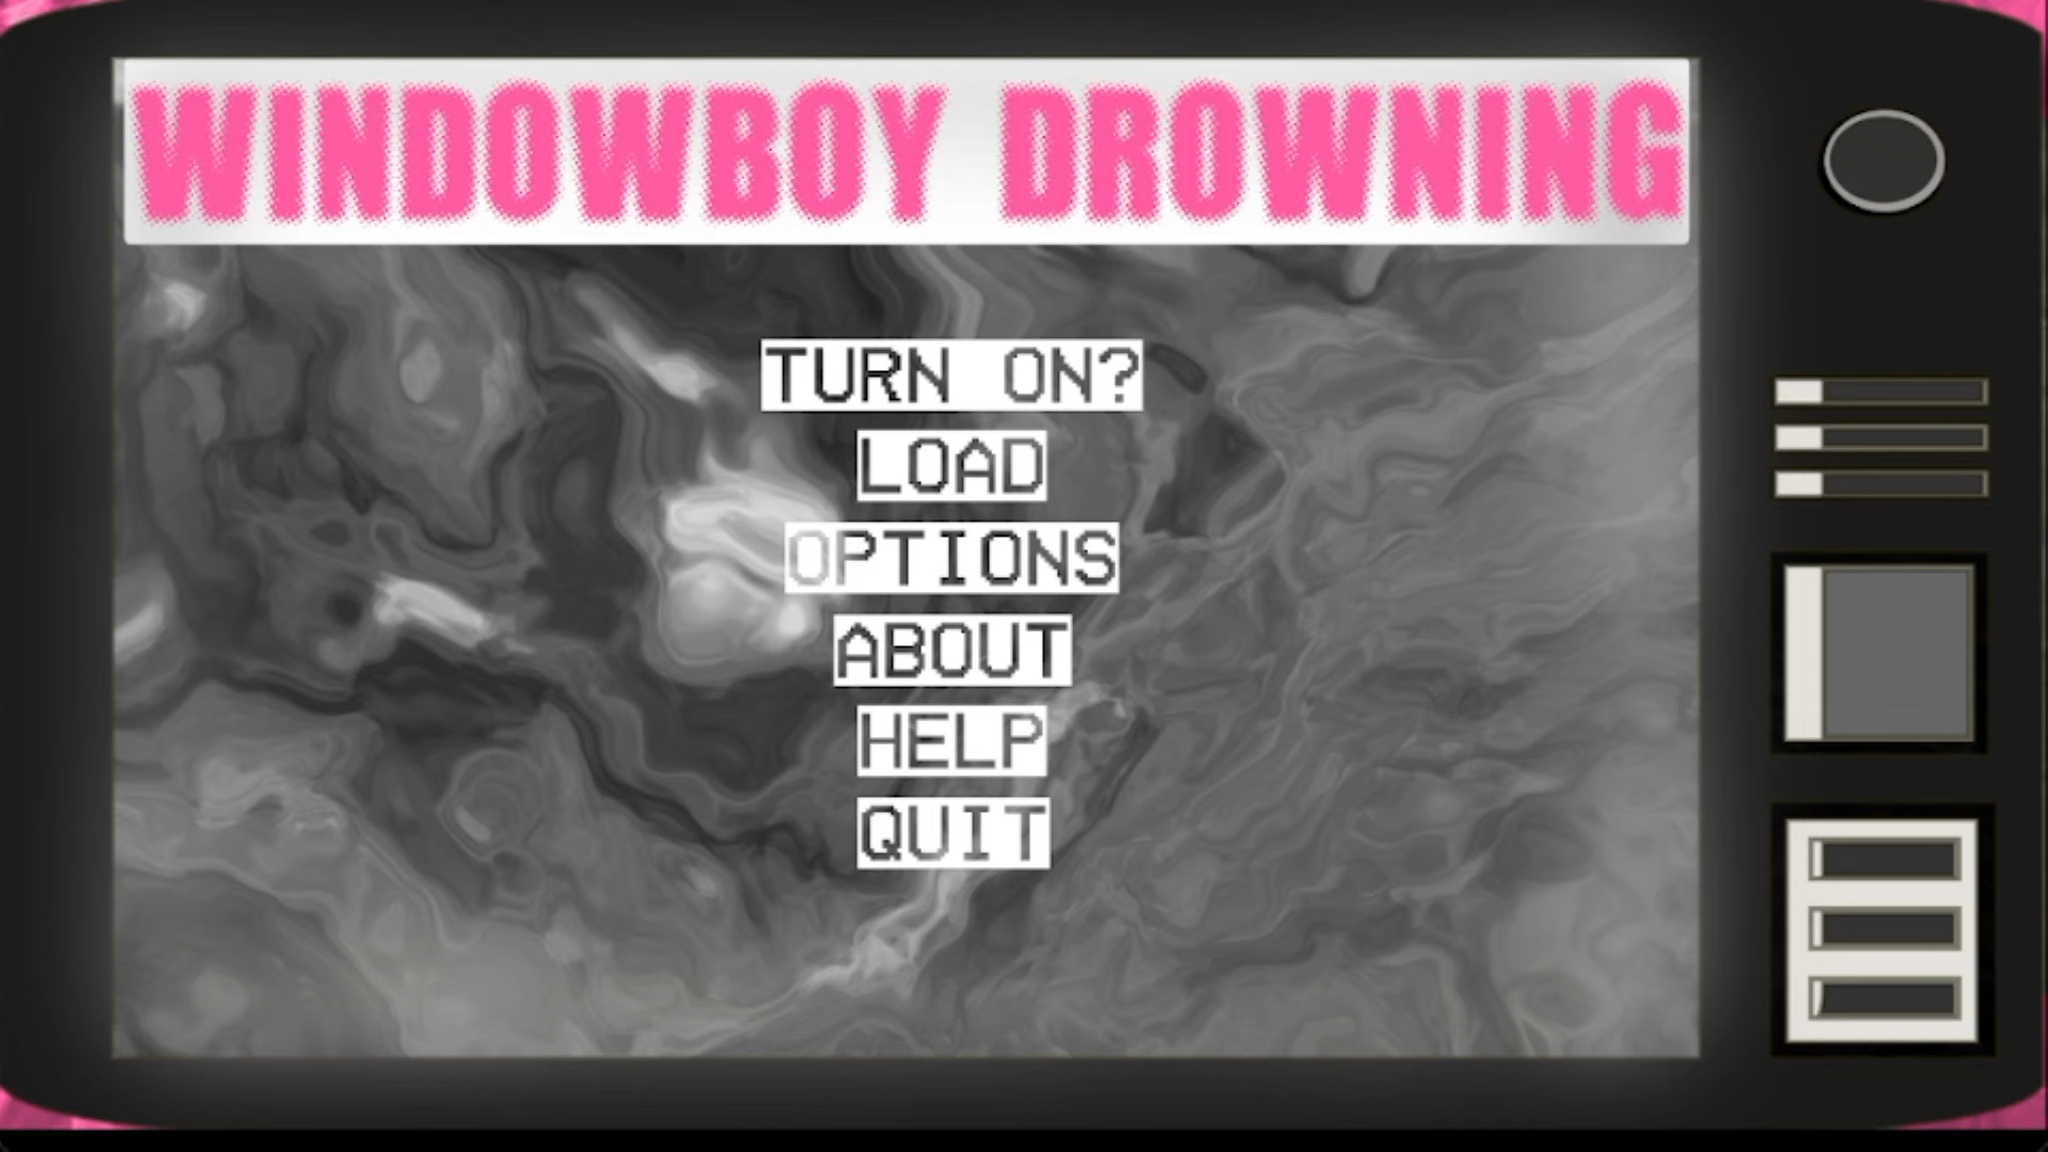 WINDOWBOY DROWNING
TURN ON?
LOAD
OPTIONS
ABOUT
HELP
QUIT